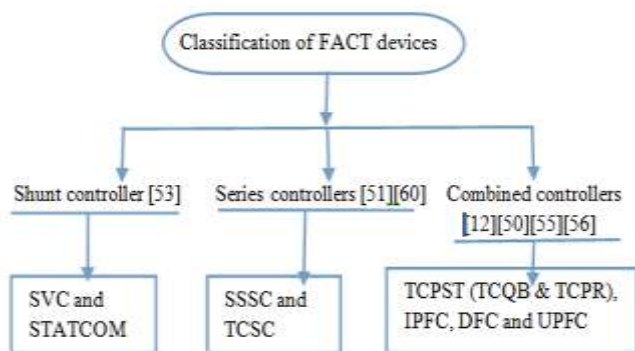 Classification of FACT devices
Shunt controller [53]
Series controllers [51][60]
Combined controllers
[12][50][55][56]
SVC and
STATCOM
SSSC and
TCSC
TCPST (TCQB & TCPR),
IPFC, DFC and UPFC